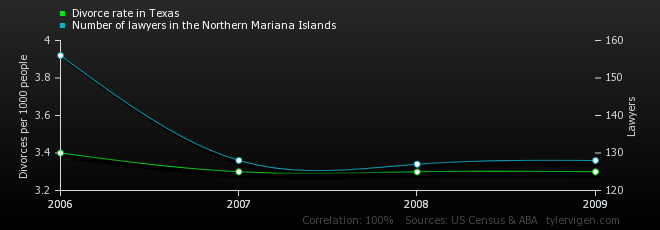 Divorce rate in Texas
Number of lawyers in the Northern Mariana Islands
4
3.8
3.6
3.4
3.2
Divorces per 1000 people
160
150
140
130
120
Lawyers
2006 2007 2008 2009
Correlation: 100% Sources: US Census & ABA tylervigen.com